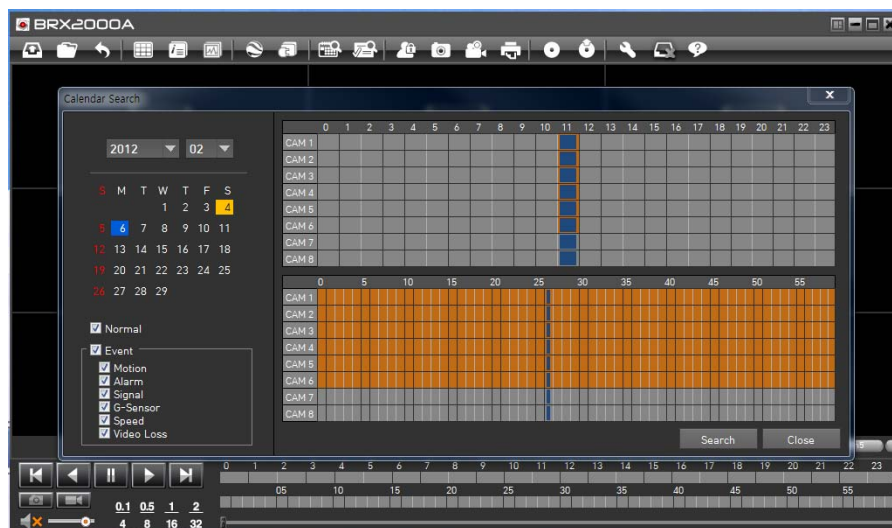 BRX2000A
Calendar Search
X
2012 02
S M T W T F S
1 2 3 4
5 6 7 8 9 10 11
12 13 14 15 16 17 18
19 20 21 22 23 24 25
26 27 28 29
Normal
Event
Motion
Alarm
Signal
G-Sensor
Speed
Video Loss
0 1 2 3 4 5 6 7 8 9 10 11 12 13 14 15 16 17 18 19 20 21 22 23
CAM 1
CAM 2
CAM 3
CAM 4
CAM 5
CAM 6
CAM 7
CAM 8
0 5 10 15 20 25 30 35 40 45 50 55
CAM 1
CAM 2
CAM 3
CAM 4
CAM 5
CAM 6
CAM 7
CAM 8
Search Close
0 1 2 3 4 5 6 7 8 9 10 11 12 13 14 15 16 17 18 19 20 21 22 23
05 10 15 20 25 30 35 40 45 50 55
0.1 0.5 1 2
4 8 16 32